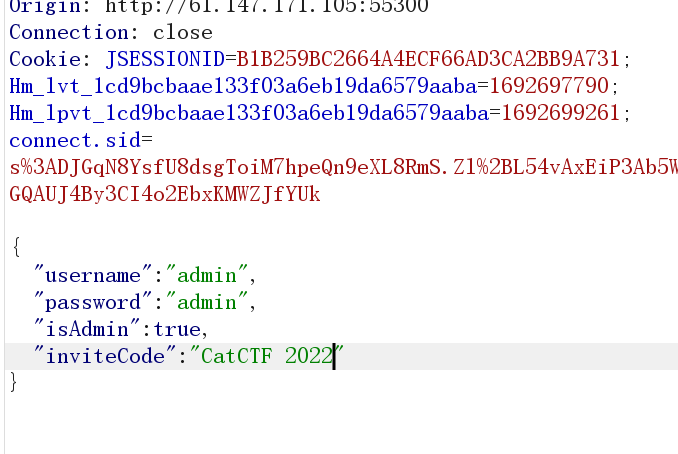 Origin: http://61.147.171.105:55300
Connection: close
Cookie: JSESSIONID=B1B259BC2664A4ECF66AD3CA2BB9A731;
Hm_lvt_1cd9bcbaae133f03a6eb19da6579aaba=1692697790;
Hm_lpvt_1cd9bcbaae133f03a6eb19da6579aaba=1692699261;
connect.sid=
s%3ADJGqN8YsfU8dsgToiM7hpeQn9eXL8RmS.Zl%2BL54vAxEiP3Ab5W
GQAUJ4By3CI4o2EbxKMWZJfYUk
{
"username":"admin",
"password":"admin",
"isAdmin":true,
"inviteCode":"CatCTF 2022"
}